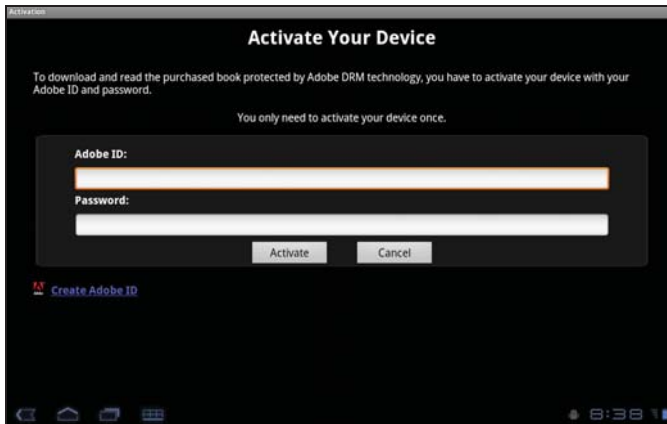 Activation
Activate Your Device
To download and read the purchased book protected by Adobe DRM technology, you have to activate your device with your
Adobe ID and password.
You only need to activate your device once.
Adobe ID:
Password:
Activate Cancel
Create Adobe ID
8:38